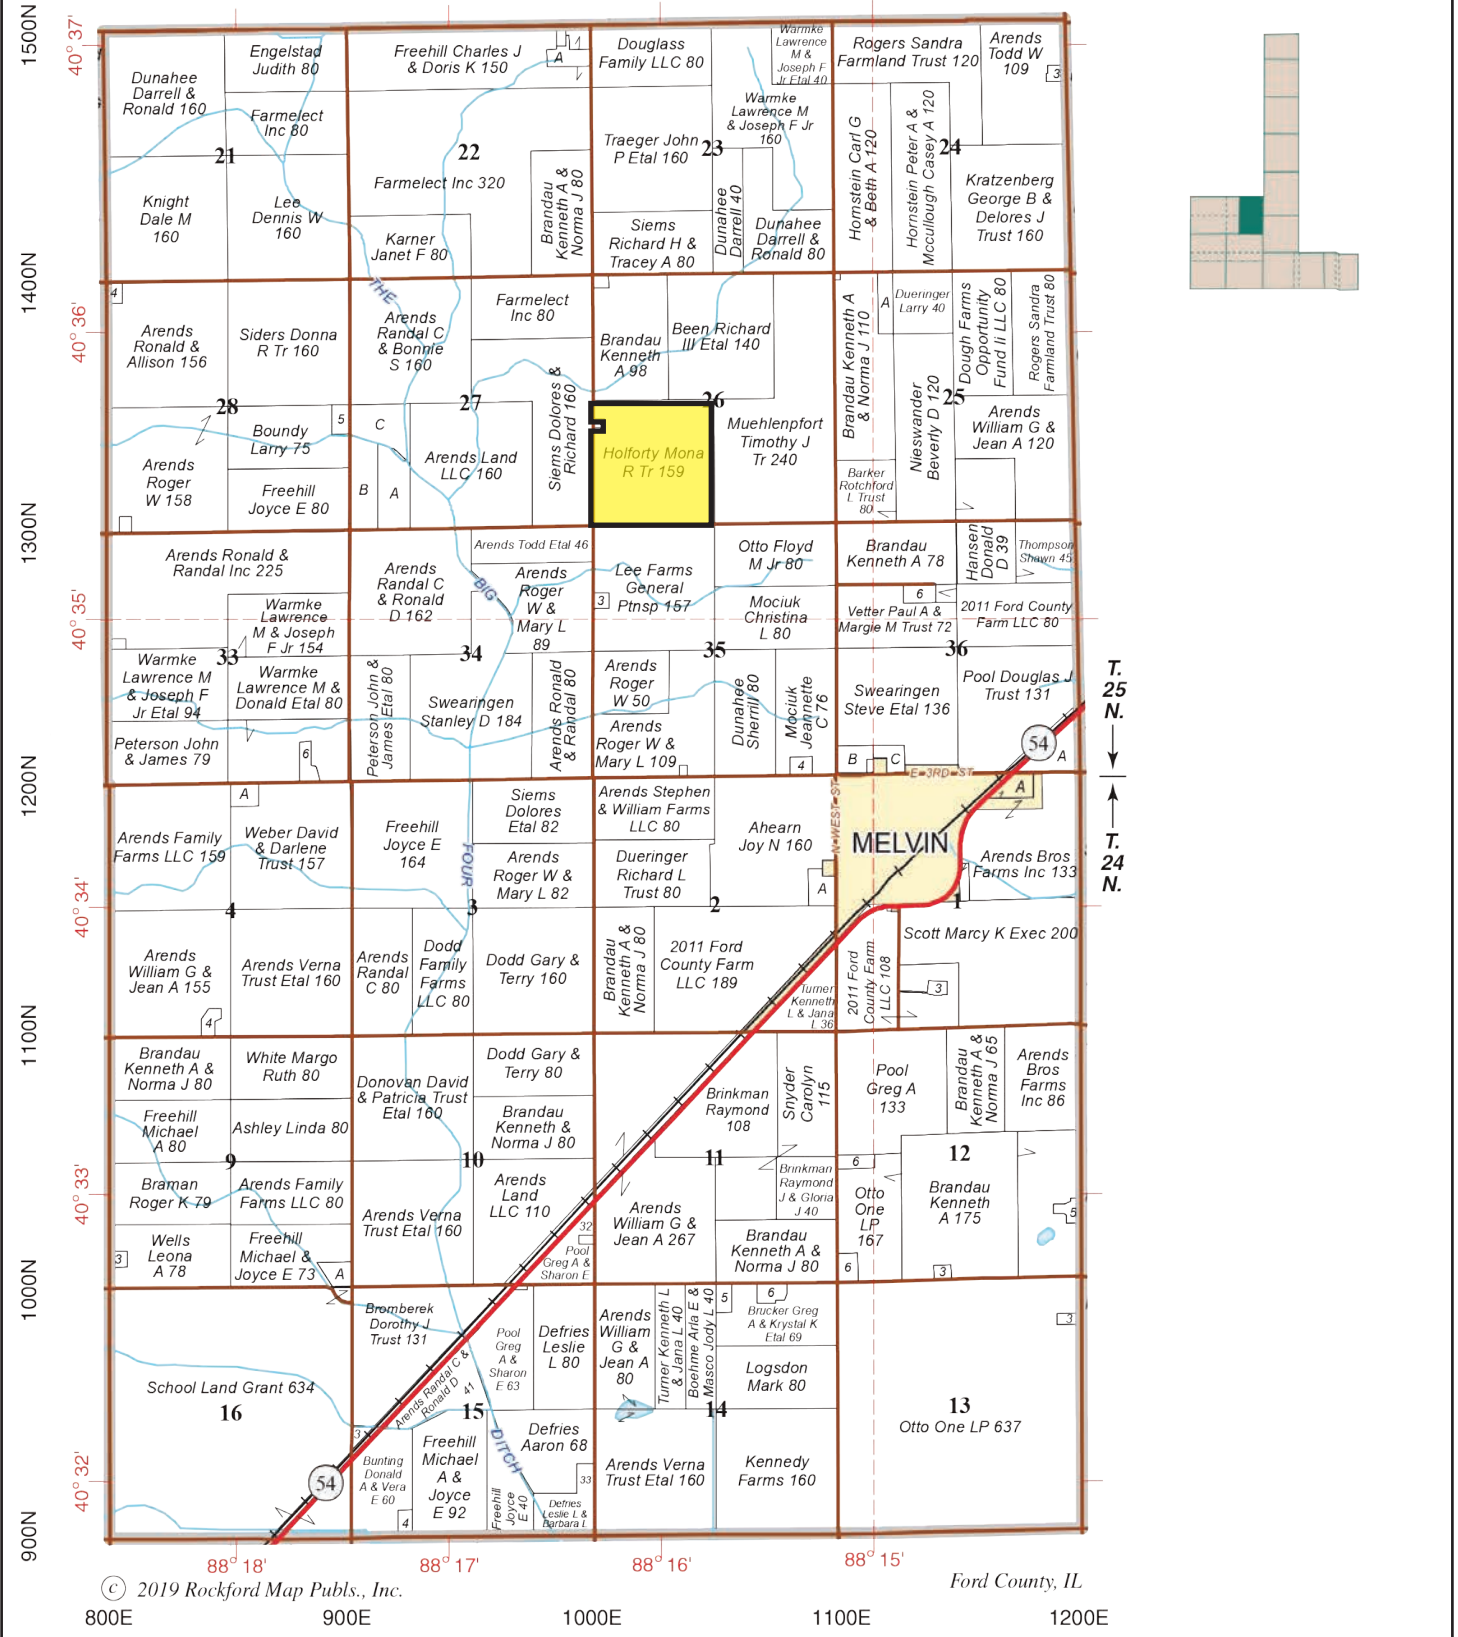 1500N
1400N
1300N
1200N
1100N
1000N
900N
40° 37'
40° 36'
40° 35'
40° 34'
40° 33'
40° 32'
Dunahee
Darrell &
Ronald 160
Engelstad
Judith 80
Farmelect
Inc 80
21
Knight
Dale M
160
Lee
Dennis W
160
Freehill Charles J
& Doris K 150
A
22
Farmelect Inc 320
Karner
Janet F 80
Brandau
Kenneth A &
Norma J 80
Douglass
Family LLC 80
Warmke
Lawrence
M &
Joseph F
Jr Etal 40
Warmke
Lawrence M
& Joseph F Jr
160
Traeger John
P Etal 160
23
Siems
Richard H &
Tracey A 80
Dunahee
Darrell 40
Dunahee
Darrell &
Ronald 80
Rogers Sandra
Farmland Trust 120
Arends
Todd W
109
3
Hornstein Carl G
& Beth A 120
Hornstein Peter A &
Mccullough Casey A 120
24
Kratzenberg
George B &
Delores J
Trust 160
4
Arends
Ronald &
Allison 156
Siders Donna
R Tr 160
28
5
Boundy
Larry 75
Arends
Roger
W 158
Freehill
Joyce E 80
THE
Arends
Randal C
& Bonnie
S 160
Farmelect
Inc 80
27
C
B
A
Arends Land
LLC 160
Siems Dolores &
Richard 160
Brandau
Kenneth
A 98
Been Richard
III Etal 140
26
Holforty Mona
R Tr 159
Muehlenpfort
Timothy J
Tr 240
Brandau Kenneth A
& Norma J 110
A
Dueringer
Larry 40
Dough Farms
Opportunity
Fund Ii LLC 80
Rogers Sandra
Farmland Trust 80
25
Nieswander
Beverly D 120
Arends
William G &
Jean A 120
Barker
Rotchford
L Trust
80
Arends Ronald &
Randal Inc 225
Warmke
Lawrence
M & Joseph
F Jr 154
33
Warmke
Lawrence M
& Joseph F
Jr Etal 94
Warmke
Lawrence M &
Donald Etal 80
Peterson John
& James 79
6
Arends
Randal C
& Ronald
D 162
Arends Todd Etal 46
BIG
Arends
Roger
W &
Mary L
89
34
Peterson John &
James Etal 80
Swearingen
Stanley D 184
Arends Ronald
& Randal 80
Lee Farms
General
Ptnsp 157
3
Otto Floyd
M Jr 80
Mociuk
Christina
L 80
35
Arends
Roger
W 50
Arends
Roger W &
Mary L 109
Dunahee
Sherrill 80
Mociuk
Jeannette
C 76
4
Brandau
Kenneth A 78
Hansen
Donald
D 39
Thompson
Shawn 45
6
Vetter Paul A &
Margie M Trust 72
2011 Ford County
Farm LLC 80
36
Swearingen
Steve Etal 136
Pool Douglas J
Trust 131
B
C
54
A
T.
25
N.
T.
24
N.
E 3RD ST
N WEST ST
MELVIN
A
A
Arends Family
Farms LLC 159
Weber David
& Darlene
Trust 157
4
Arends
William G &
Jean A 155
Arends Verna
Trust Etal 160
4
Freehill
Joyce E
164
FOUR
Siems
Dolores
Etal 82
Arends
Roger W &
Mary L 82
3
Arends
Randal
C 80
Dodd
Family
Farms
LLC 80
Dodd Gary &
Terry 160
Arends Stephen
& William Farms
LLC 80
Dueringer
Richard L
Trust 80
Ahearn
Joy N 160
A
2
Brandau
Kenneth A &
Norma J 80
2011 Ford
County Farm
LLC 189
Turner
Kenneth
L & Jana
L 36
Arends Bros
Farms Inc 133
1
Scott Marcy K Exec 200
2011 Ford
County Farm
LLC 108
3
Brandau
Kenneth A &
Norma J 80
White Margo
Ruth 80
Freehill
Michael
A 80
Ashley Linda 80
9
Braman
Roger K 79
Arends Family
Farms LLC 80
Wells
Leona
A 78
3
Freehill
Michael &
Joyce E 73
A
Donovan David
& Patricia Trust
Etal 160
Dodd Gary &
Terry 80
Brandau
Kenneth &
Norma J 80
10
Arends Verna
Trust Etal 160
Arends
Land
LLC 110
32
Pool
Greg A &
Sharon E
Brinkman
Raymond
108
Snyder
Carolyn
115
11
Arends
William G &
Jean A 267
Brinkman
Raymond
J & Gloria
J 40
Brandau
Kenneth A &
Norma J 80
Pool
Greg A
133
Brandau
Kenneth A &
Norma J 65
Arends
Bros
Farms
Inc 86
6
12
Otto
One
LP
167
Brandau
Kenneth
A 175
5
6
3
School Land Grant 634
16
54
Bromberek
Dorothy J
Trust 131
Arends Randal C &
Ronald D 41
Pool
Greg
A &
Sharon
E 63
Defries
Leslie
L 80
15
3
Bunting
Donald
A & Vera
E 60
4
Freehill
Michael
A &
Joyce
E 92
DITCH
Freehill
Joyce
E 40
Defries
Aaron 68
33
Defries
Leslie L &
Barbara L
Arends
William
G &
Jean A
80
Turner Kenneth L
& Jana L 40
Boehme Arla E &
Masco Jody L 40
5
6
Brucker Greg
A & Krystal K
Etal 69
Logsdon
Mark 80
14
Arends Verna
Trust Etal 160
Kennedy
Farms 160
3
13
Otto One LP 637
88° 18'
88° 17'
88° 16'
88° 15'
© 2019 Rockford Map Publs., Inc.
Ford County, IL
800E
900E
1000E
1100E
1200E